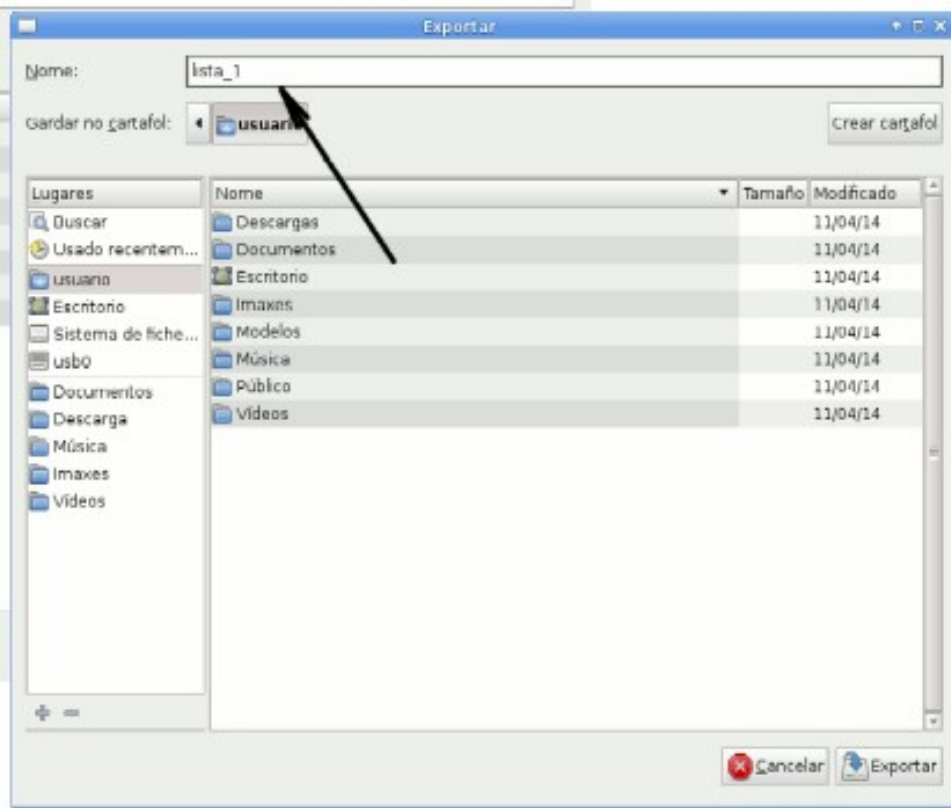 Exportar
Nome: lista_1
Gardar no cartafol: usuario Crear cartafol
Lugares
Buscar
Usado recentem...
usuario
Escritorio
Sistema de fiche...
usb0
Documentos
Descarga
Música
Imaxes
Vídeos
Nome Tamaño Modificado
Descargas 11/04/14
Documentos 11/04/14
Escritorio 11/04/14
Imaxes 11/04/14
Modelos 11/04/14
Música 11/04/14
Público 11/04/14
Vídeos 11/04/14
Cancelar Exportar